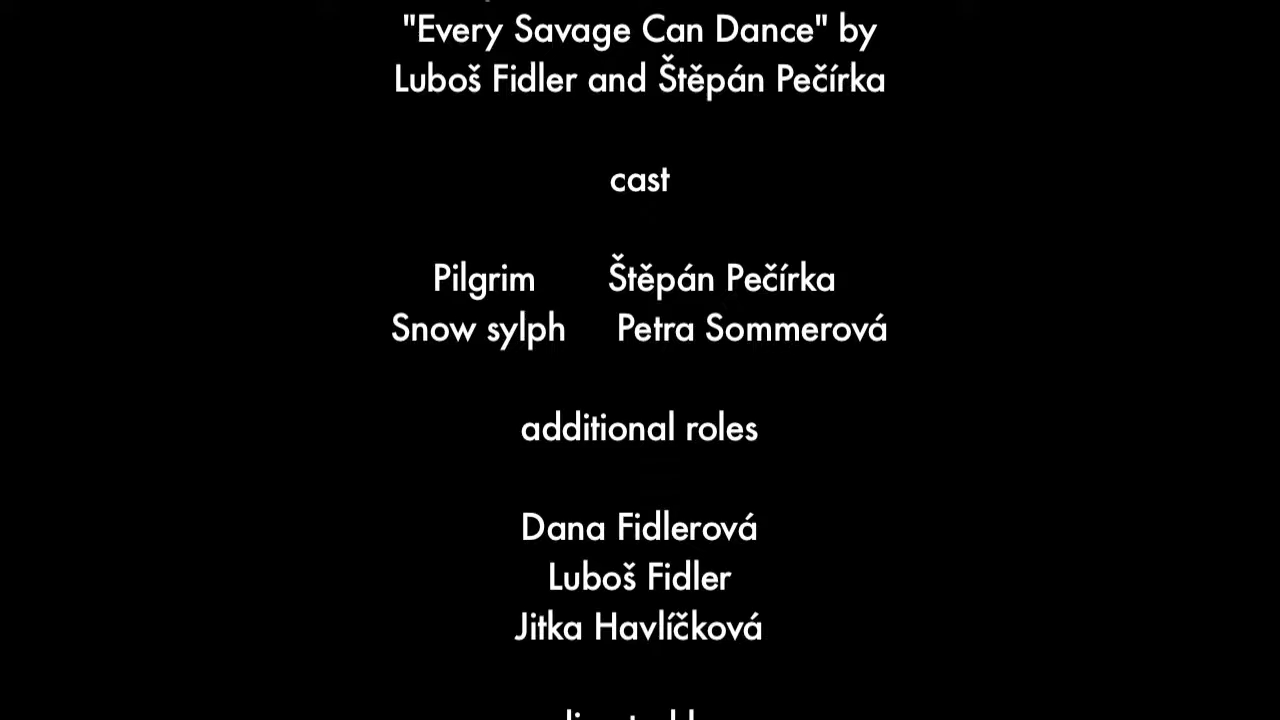 "Every Savage Can Dance" by
Luboš Fidler and Štěpán Pečírka
cast
Pilgrim Štěpán Pečírka
Snow sylph Petra Sommerová
additional roles
Dana Fidlerová
Luboš Fidler
Jitka Havlíčková